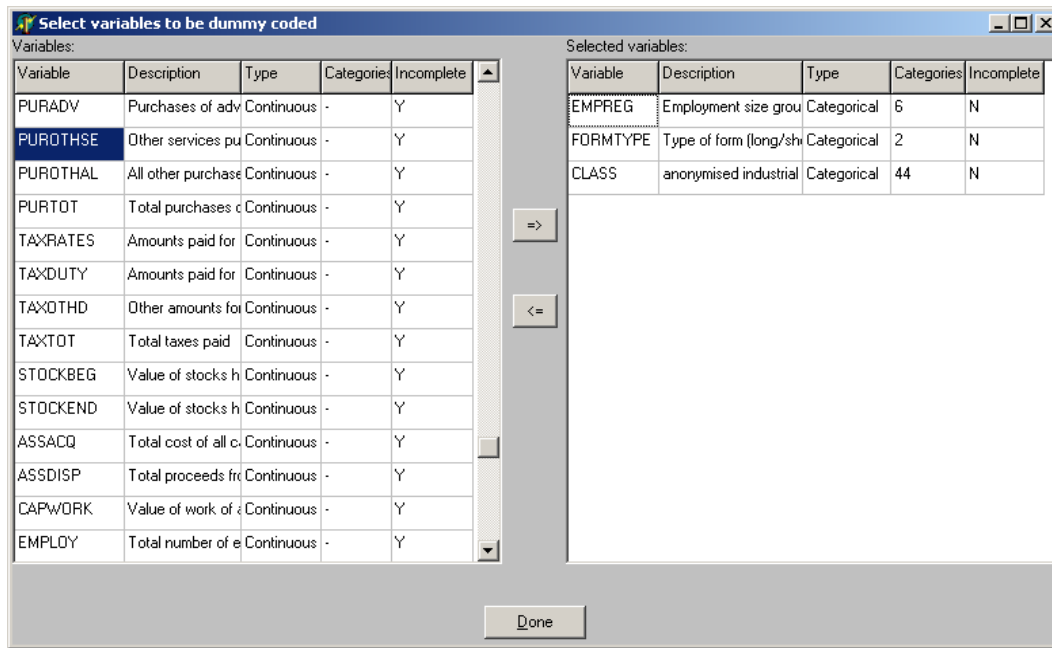 Select variables to be dummy coded
Variables:
Variable Description Type Categories Incomplete
PURADV Purchases of adv Continuous - Y
PUROTHSE Other services pu Continuous - Y
PUROTHAL All other purchase Continuous - Y
PURTOT Total purchases c Continuous - Y
TAXRATES Amounts paid for Continuous - Y
TAXDUTY Amounts paid for Continuous - Y
TAXOTHD Other amounts for Continuous - Y
TAXTOT Total taxes paid Continuous - Y
STOCKBEG Value of stocks h Continuous - Y
STOCKEND Value of stocks h Continuous - Y
ASSACQ Total cost of all c Continuous - Y
ASSDISP Total proceeds fro Continuous - Y
CAPWORK Value of work of a Continuous - Y
EMPLOY Total number of e Continuous - Y
=>
<=
Selected variables:
Variable Description Type Categories Incomplete
EMPREG Employment size grou Categorical 6 N
FORMTYPE Type of form (long/sh Categorical 2 N
CLASS anonymised industrial Categorical 44 N
Done